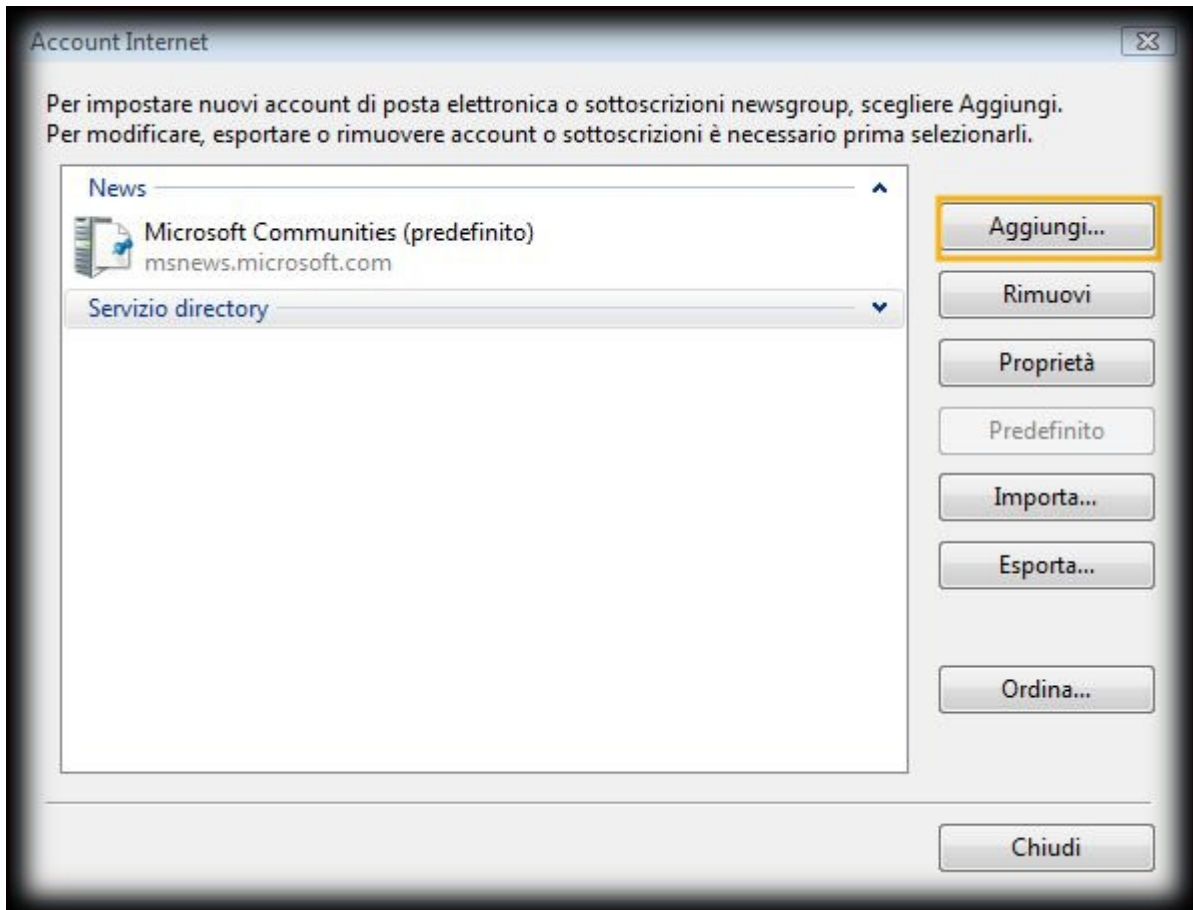 Account Internet
Per impostare nuovi account di posta elettronica o sottoscrizioni newsgroup, scegliere Aggiungi.
Per modificare, esportare o rimuovere account o sottoscrizioni è necessario prima selezionarli.
News
Microsoft Communities (predefinito)
msnews.microsoft.com
Servizio directory
Aggiungi...
Rimuovi
Proprietà
Predefinito
Importa...
Esporta...
Ordina...
Chiudi